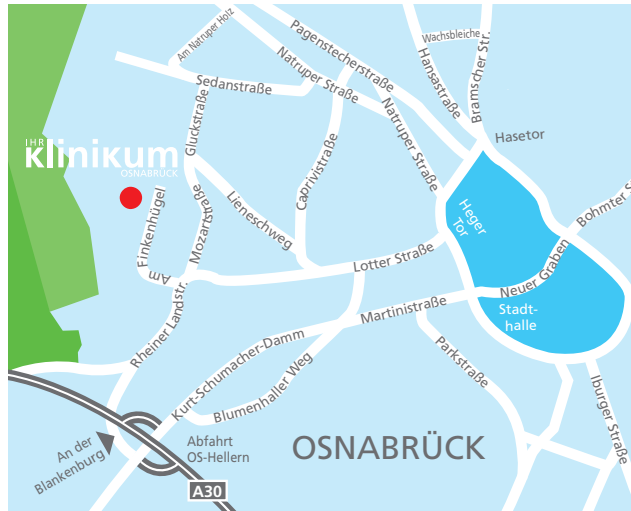 Am Natruper Holz
Pagenstecherstraße
Wachsbleiche
Hansastraße
Bramscher Str.
Sedanstraße
Natruper Straße
Natruper Straße
Gluckstraße
Hasetor
IHR
Klinikum
OSNABRÜCK
Caprivistraße
Lieneschweg
Mozartstraße
Am Finkenhügel
Heger
Tor
Bohmter S
Lotter Straße
Neuer Graben
Stadt-
halle
Martinistraße
Rheiner Landstr.
Kurt-Schumacher-Damm
Parkstraße
Blumenhaller Weg
Iburger Straße
An der
Blankenburg
Abfahrt
OS-Hellern
OSNABRÜCK
A30